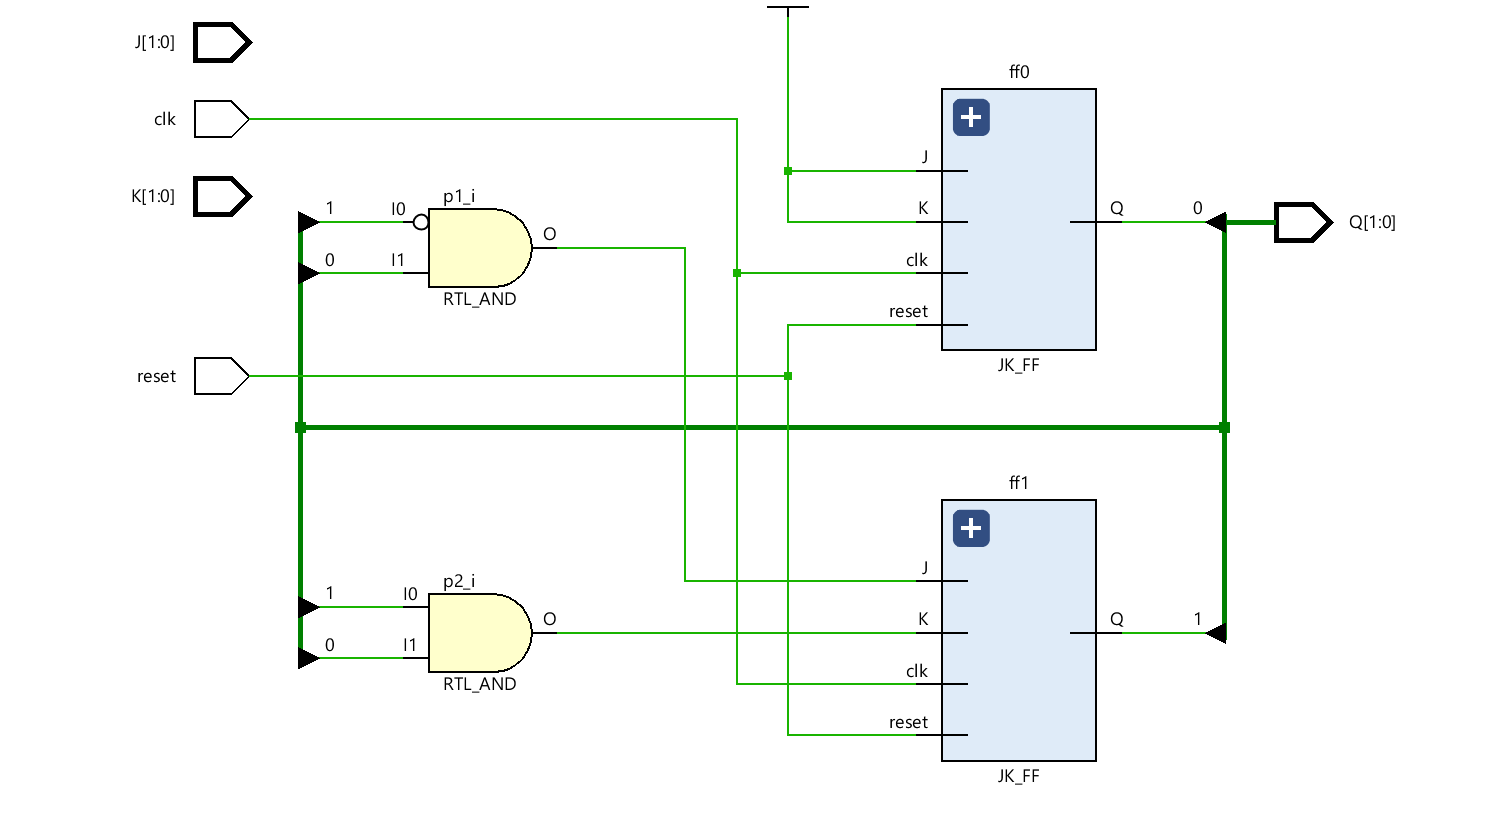 J[1:0]
clk
K[1:0]
reset
1
I0
0
I1
p1_i
O
RTL_AND
1
I0
0
I1
p2_i
O
RTL_AND
ff0
J
K
clk
reset
Q
0
JK_FF
Q[1:0]
ff1
J
K
clk
reset
Q
1
JK_FF